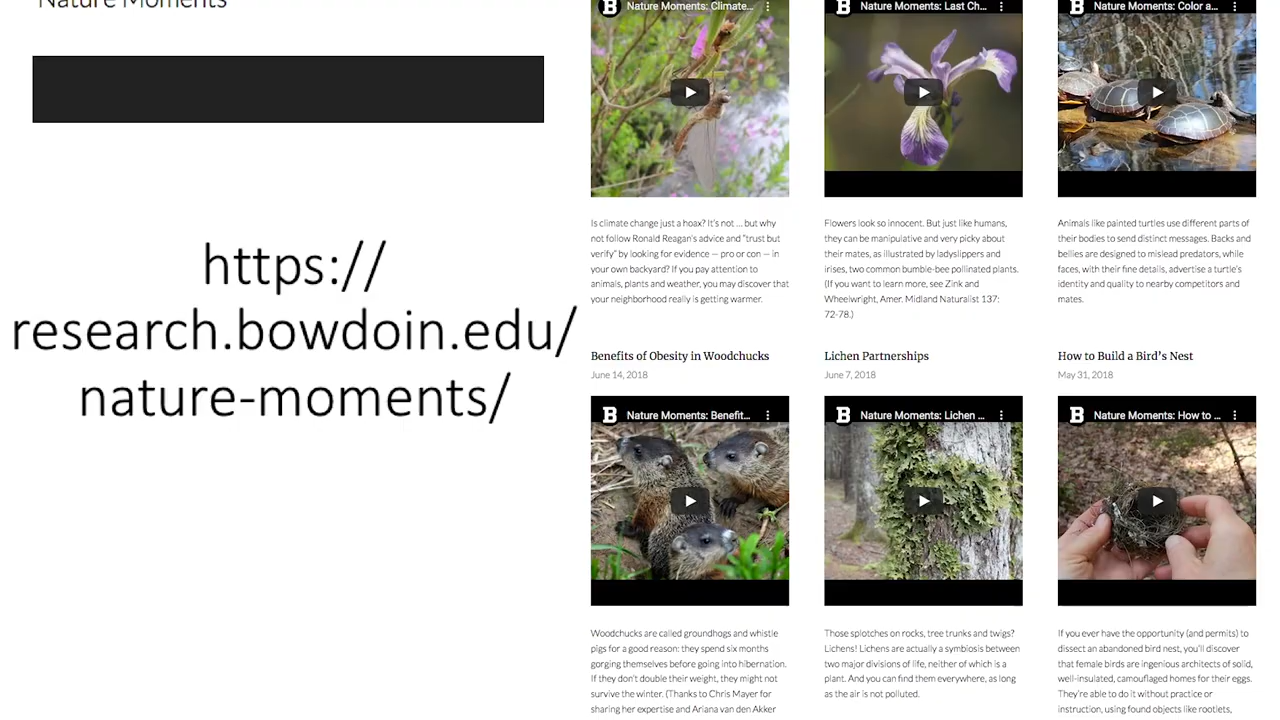 Nature Moments
https://
research.bowdoin.edu/
nature-moments/
B Nature Moments: Climate...
Is climate change just a hoax? It's not ... but why
not follow Ronald Reagan's advice and "trust but
verify" by looking for evidence — pro or con — in
your own backyard? If you pay attention to
animals, plants and weather, you may discover that
your neighborhood really is getting warmer.
B Nature Moments: Last Ch...
Flowers look so innocent. But just like humans,
they can be manipulative and very picky about
their mates, as illustrated by ladyslippers and
irises, two common bumble-bee pollinated plants.
(If you want to learn more, see Zink and
Wheelwright, Amer. Midland Naturalist 137:
72-78.)
B Nature Moments: Color a...
Animals like painted turtles use different parts of
their bodies to send distinct messages. Backs and
bellies are designed to mislead predators, while
faces, with their fine details, advertise a turtle's
identity and quality to nearby competitors and
mates.
Benefits of Obesity in Woodchucks
June 14, 2018
B Nature Moments: Benefit...
Woodchucks are called groundhogs and whistle
pigs for a good reason: they spend six months
gorging themselves before going into hibernation.
If they don't double their weight, they might not
survive the winter. (Thanks to Chris Mayer for
sharing her expertise and Ariana van den Akker
Lichen Partnerships
June 7, 2018
B Nature Moments: Lichen ...
Those splotches on rocks, tree trunks and twigs?
Lichens! Lichens are actually a symbiosis between
two major divisions of life, neither of which is a
plant. And you can find them everywhere, as long
as the air is not polluted.
How to Build a Bird's Nest
May 31, 2018
B Nature Moments: How to ...
If you ever have the opportunity (and permits) to
dissect an abandoned bird nest, you'll discover
that female birds are ingenious architects of solid,
well-insulated, camouflaged homes for their eggs.
They're able to do it without practice or
instruction, using found objects like rootlets,